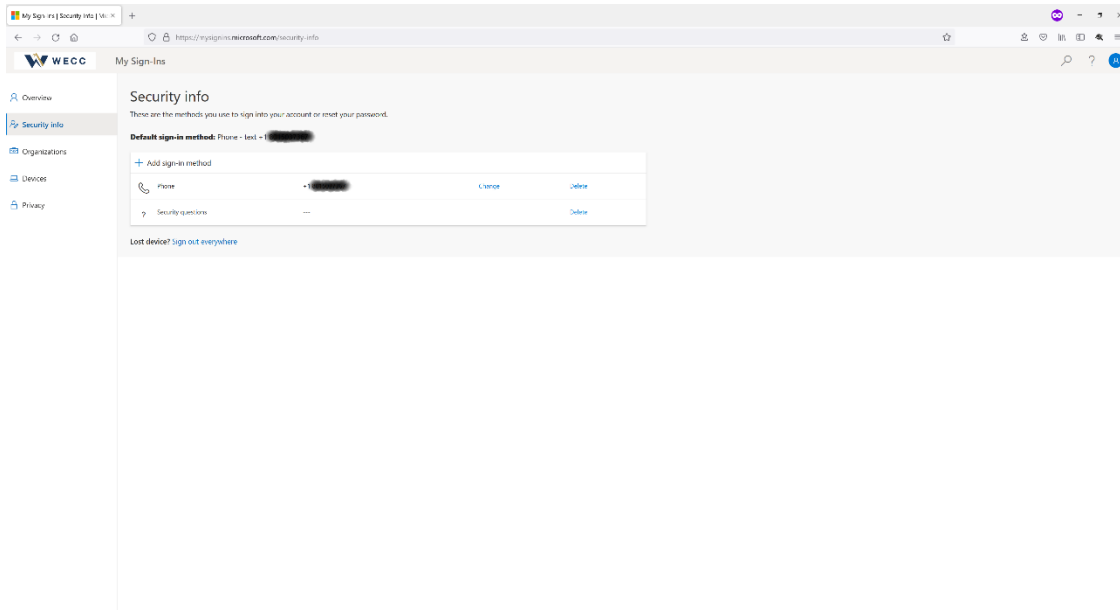 My Sign-Ins | Security Info | Mic
https://mysignins.microsoft.com/security-info
WECC
My Sign-Ins
Overview
Security info
Organizations
Devices
Privacy
Security info
These are the methods you use to sign into your account or reset your password.
Default sign-in method: Phone - text +1
+ Add sign-in method
Phone +1 Change Delete
Security questions --- Delete
Lost device? Sign out everywhere